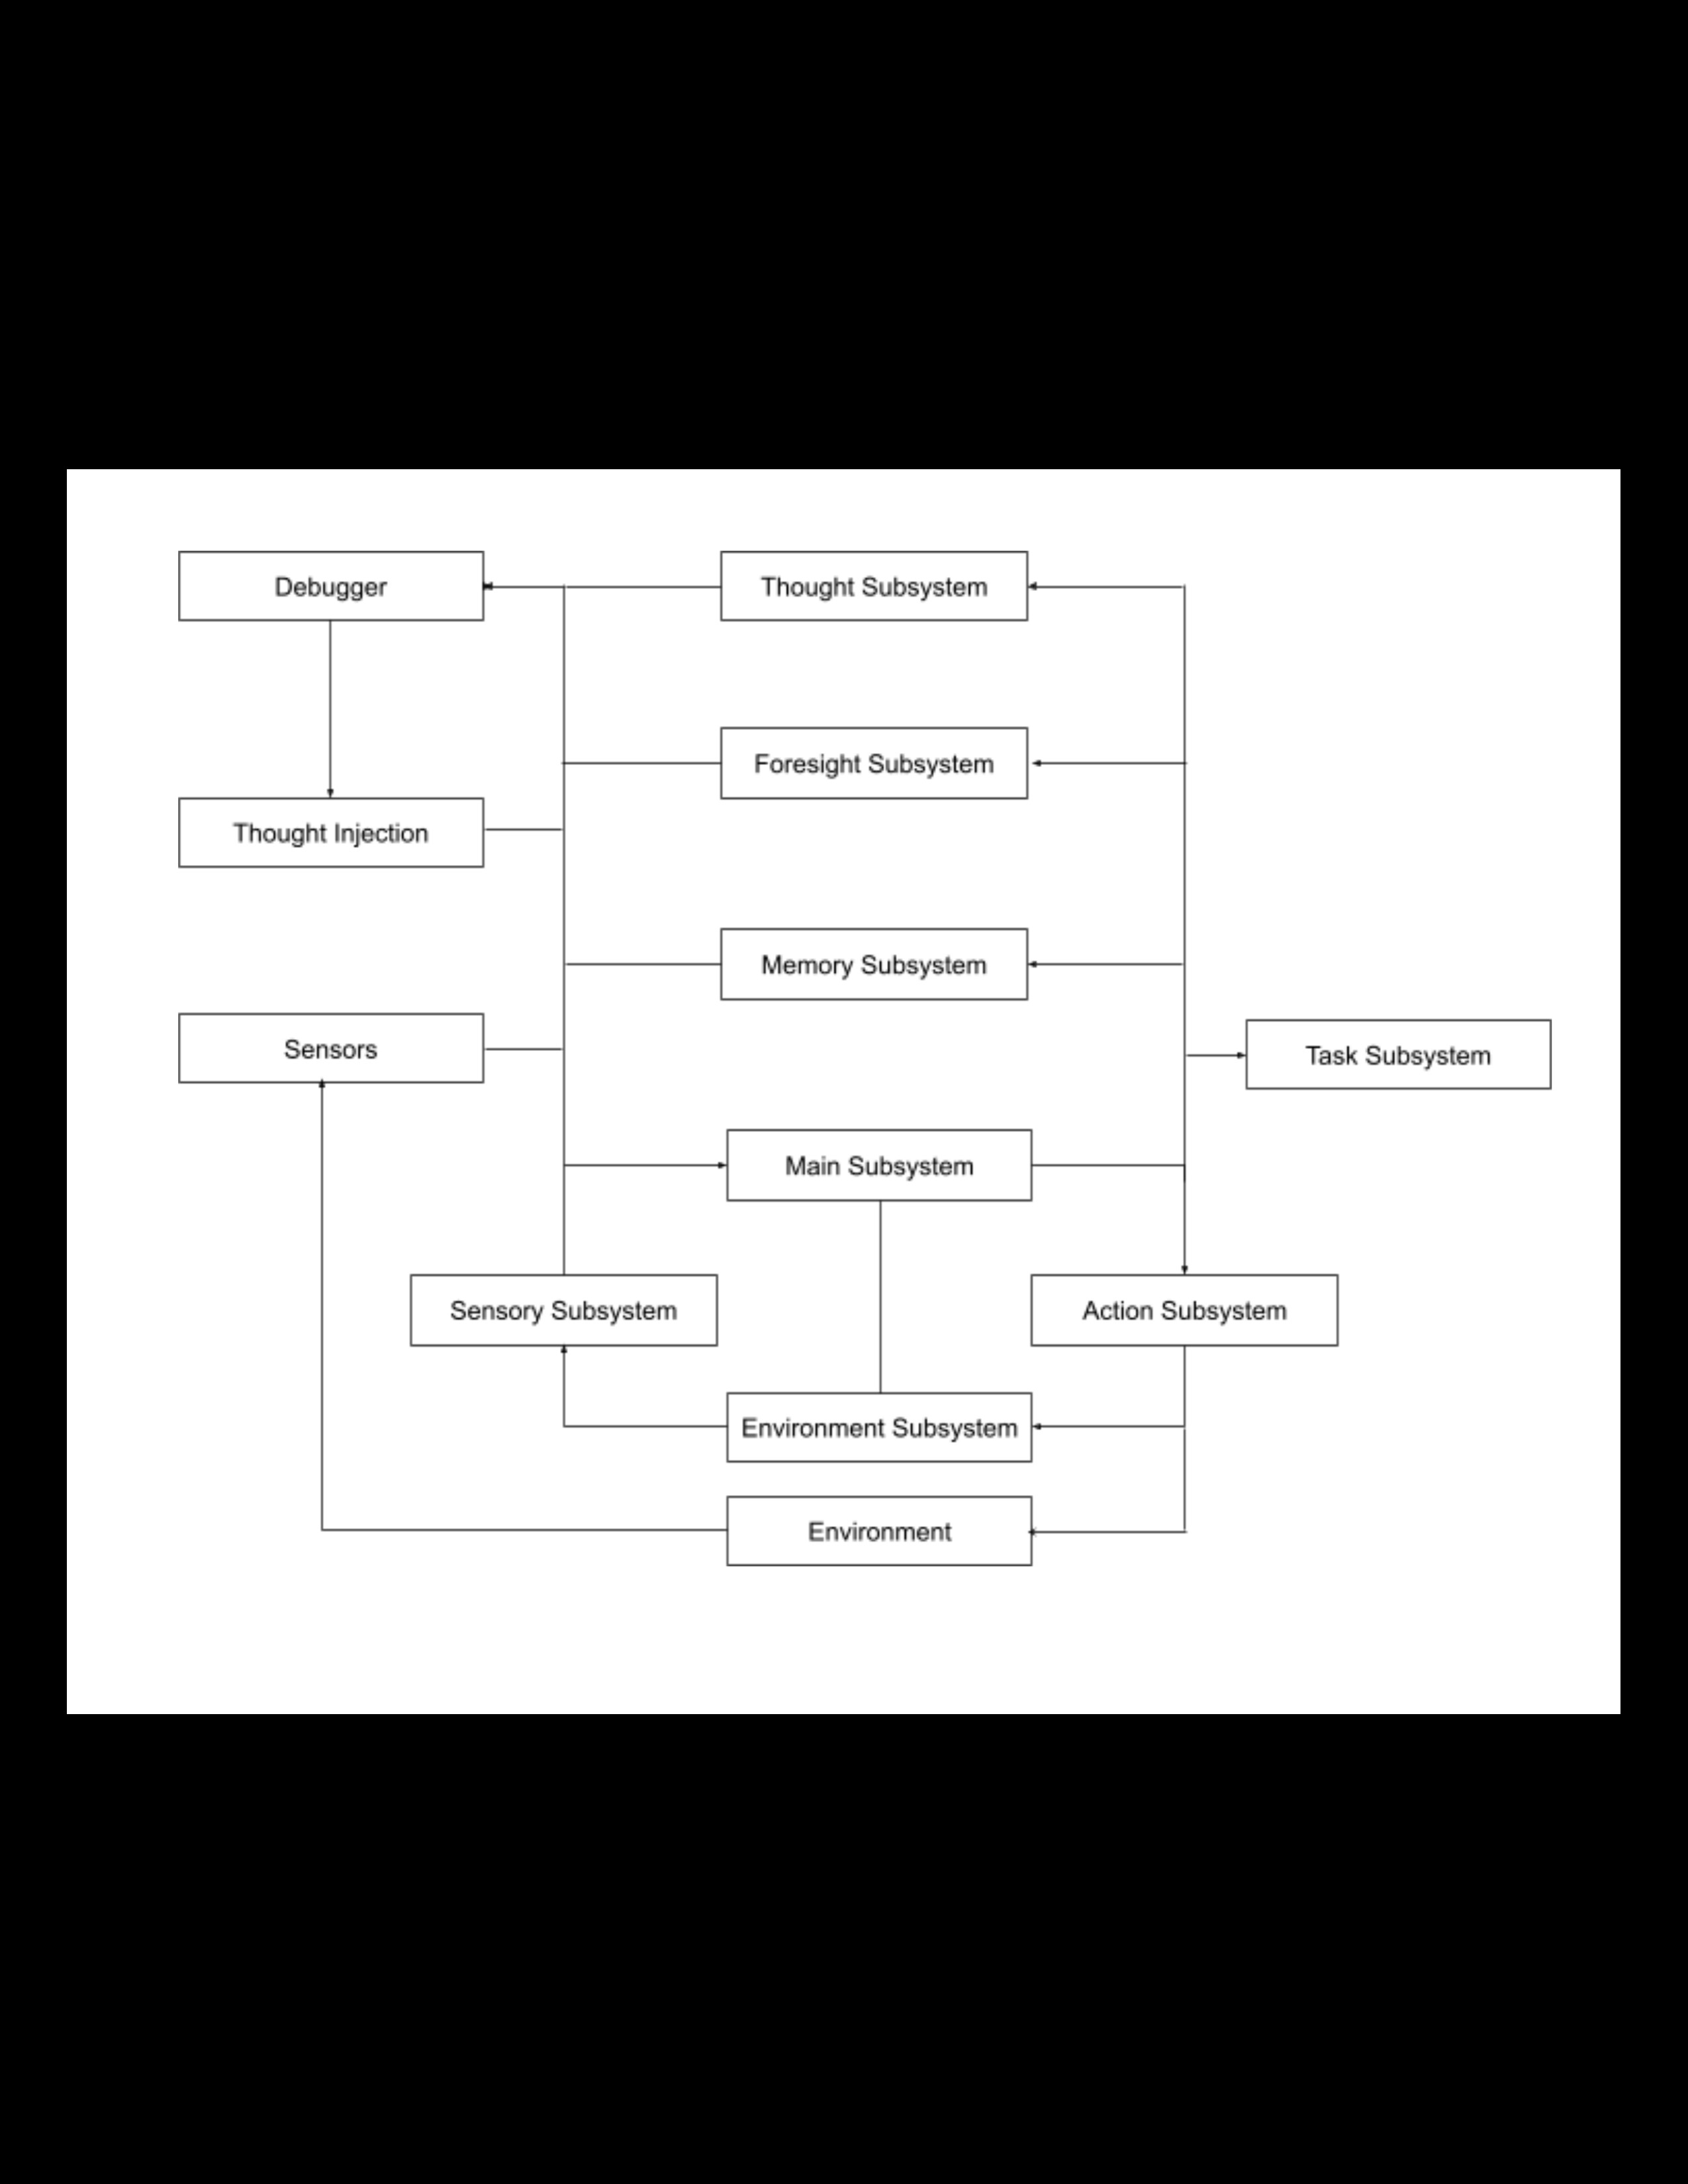 Debugger
Thought Subsystem
Foresight Subsystem
Thought Injection
Memory Subsystem
Sensors
Task Subsystem
Main Subsystem
Sensory Subsystem
Action Subsystem
Environment Subsystem
Environment